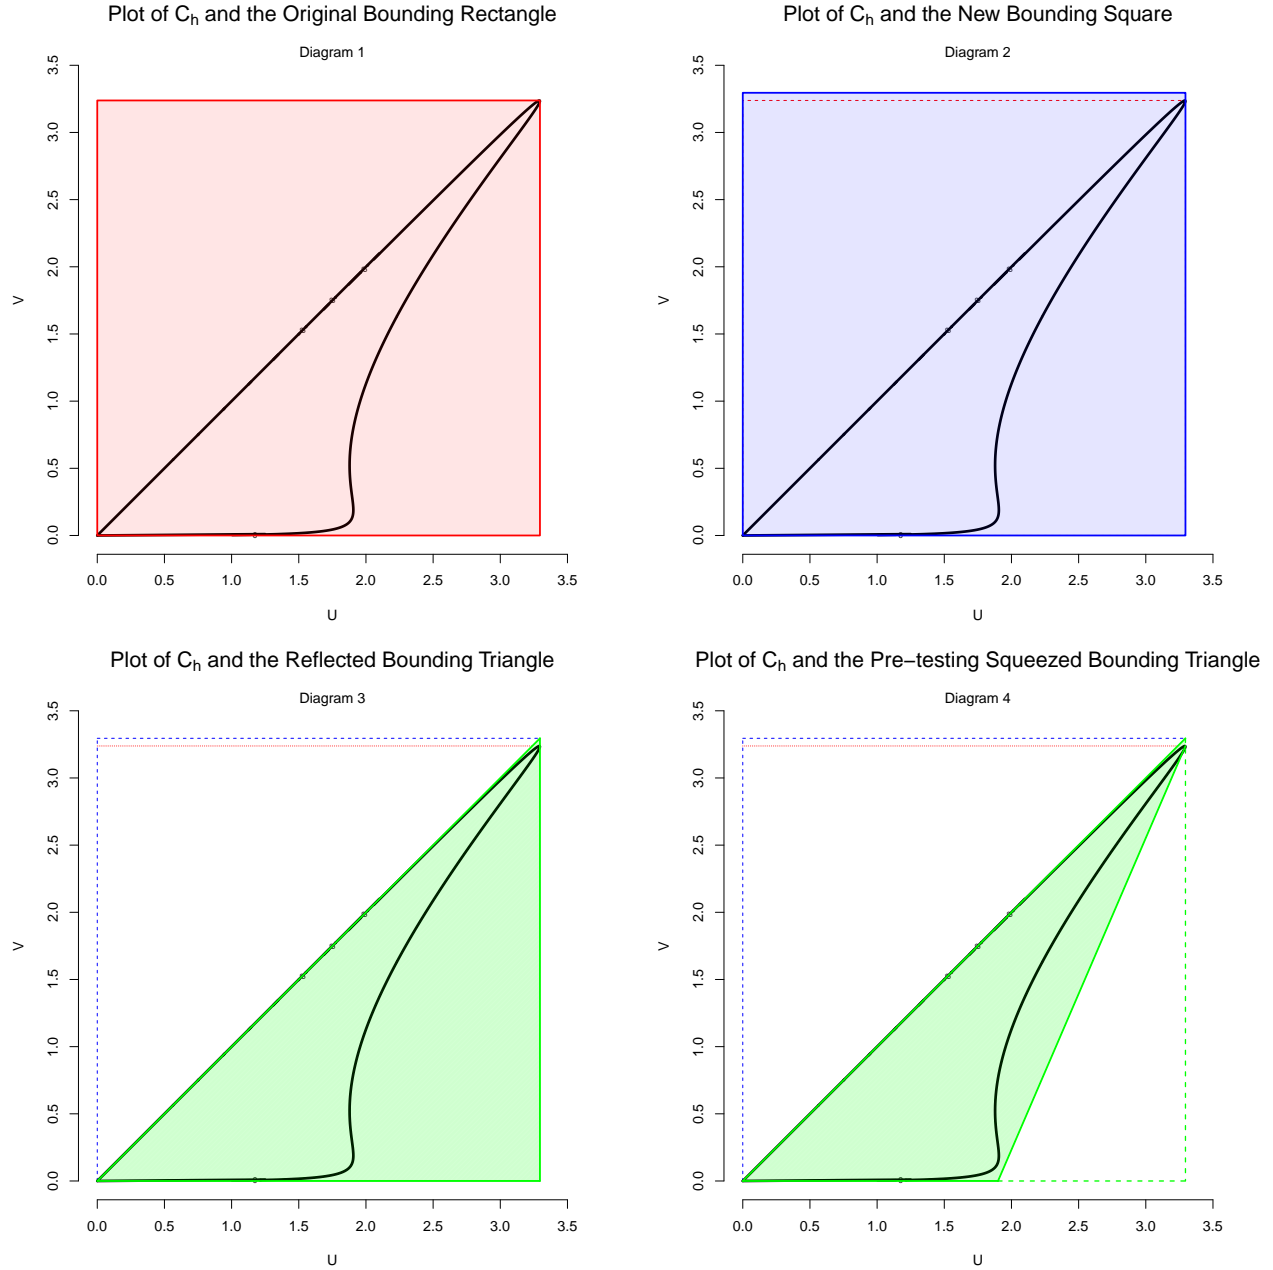 Plot of Ch and the Original Bounding Rectangle
Diagram 1
3.5
3.0
2.5
2.0
1.5
1.0
0.5
0.0
V
0.0 0.5 1.0 1.5 2.0 2.5 3.0 3.5
U
Plot of Ch and the New Bounding Square
Diagram 2
3.5
3.0
2.5
2.0
1.5
1.0
0.5
0.0
V
0.0 0.5 1.0 1.5 2.0 2.5 3.0 3.5
U
Plot of Ch and the Reflected Bounding Triangle
Diagram 3
3.5
3.0
2.5
2.0
1.5
1.0
0.5
0.0
V
0.0 0.5 1.0 1.5 2.0 2.5 3.0 3.5
U
Plot of Ch and the Pre−testing Squeezed Bounding Triangle
Diagram 4
3.5
3.0
2.5
2.0
1.5
1.0
0.5
0.0
V
0.0 0.5 1.0 1.5 2.0 2.5 3.0 3.5
U